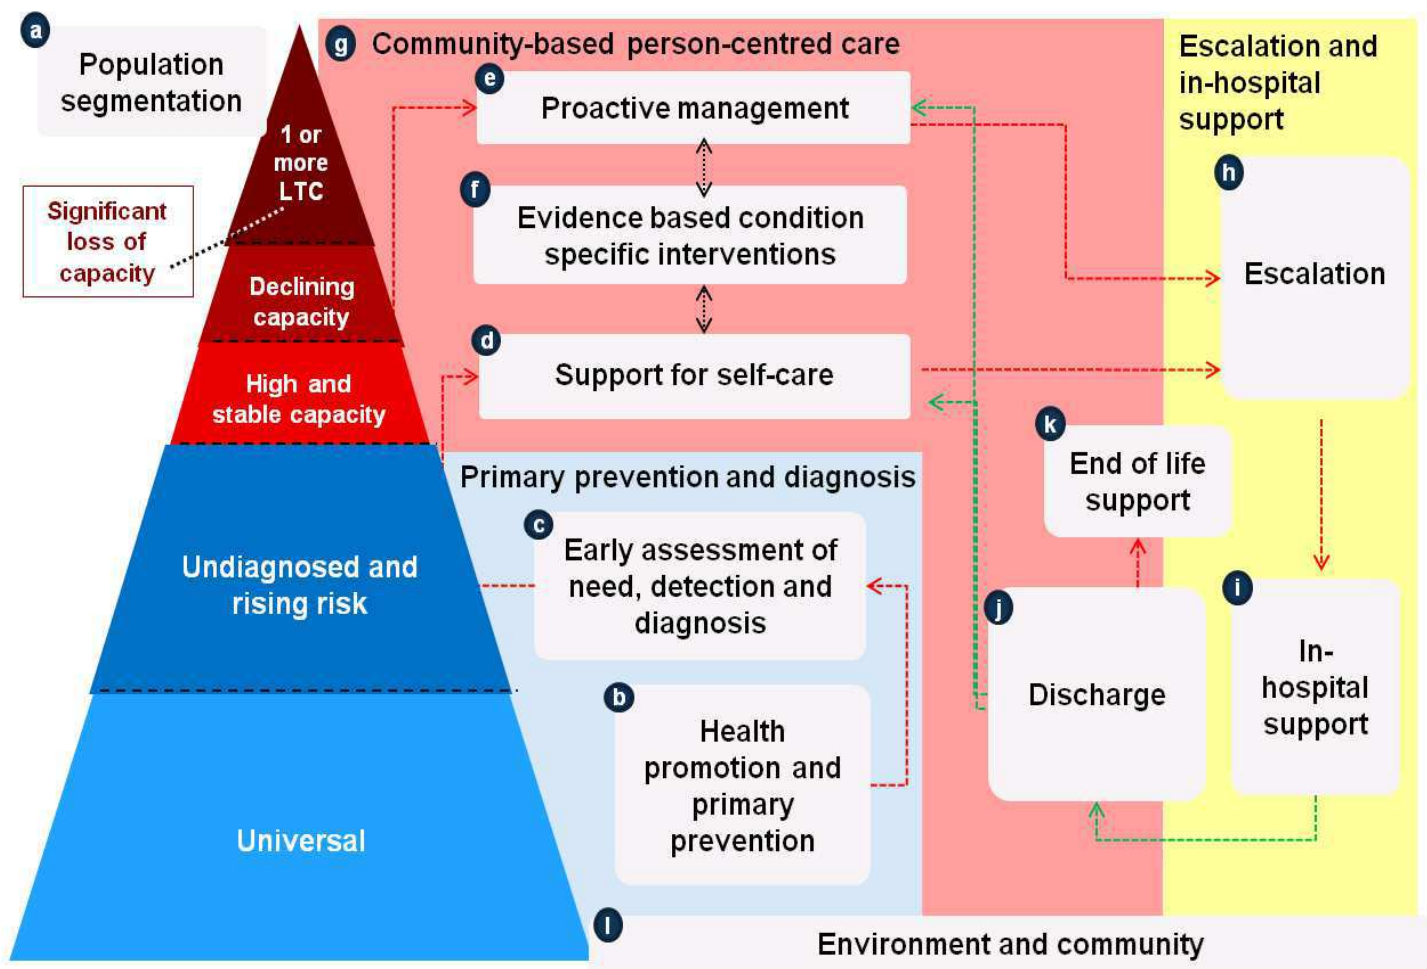 a
Population
segmentation
1 or
more
LTC
Significant
loss of
capacity
Declining
capacity
High and
stable capacity
Undiagnosed and
rising risk
Universal
g
Community-based person-centred care
e
Proactive management
f
Evidence based condition
specific interventions
d
Support for self-care
Primary prevention and diagnosis
c
Early assessment of
need, detection and
diagnosis
b
Health
promotion and
primary
prevention
Escalation and
in-hospital
support
h
Escalation
k
End of life
support
j
Discharge
i
In-
hospital
support
l
Environment and community